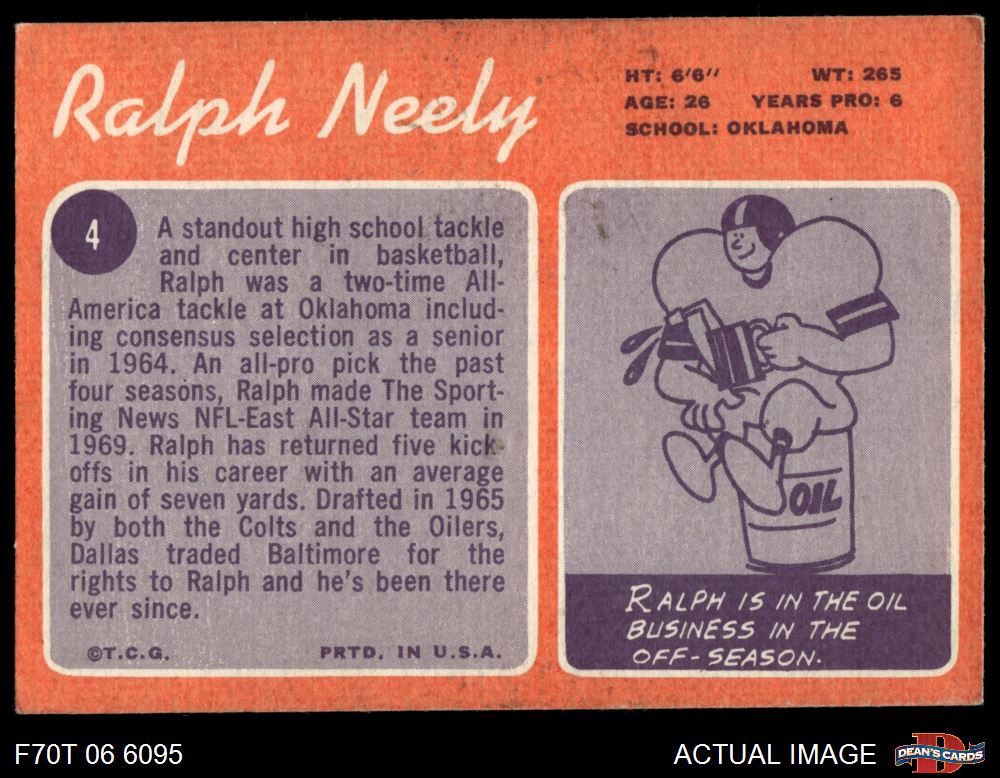 Ralph Neely
HT: 6'6" WT: 265
AGE: 26 YEARS PRO: 6
SCHOOL: OKLAHOMA
4
A standout high school tackle
and center in basketball,
Ralph was a two-time All-
America tackle at Oklahoma includ-
ing consensus selection as a senior
in 1964. An all-pro pick the past
four seasons, Ralph made The Sport-
ing News NFL-East All-Star team in
1969. Ralph has returned five kick-
offs in his career with an average
gain of seven yards. Drafted in 1965
by both the Colts and the Oilers,
Dallas traded Baltimore for the
rights to Ralph and he's been there
ever since.
©T.C.G. PRTD. IN U.S.A.
OIL
RALPH IS IN THE OIL
BUSINESS IN THE
OFF-SEASON.
F70T 06 6095
ACTUAL IMAGE
DEAN'S CARDS